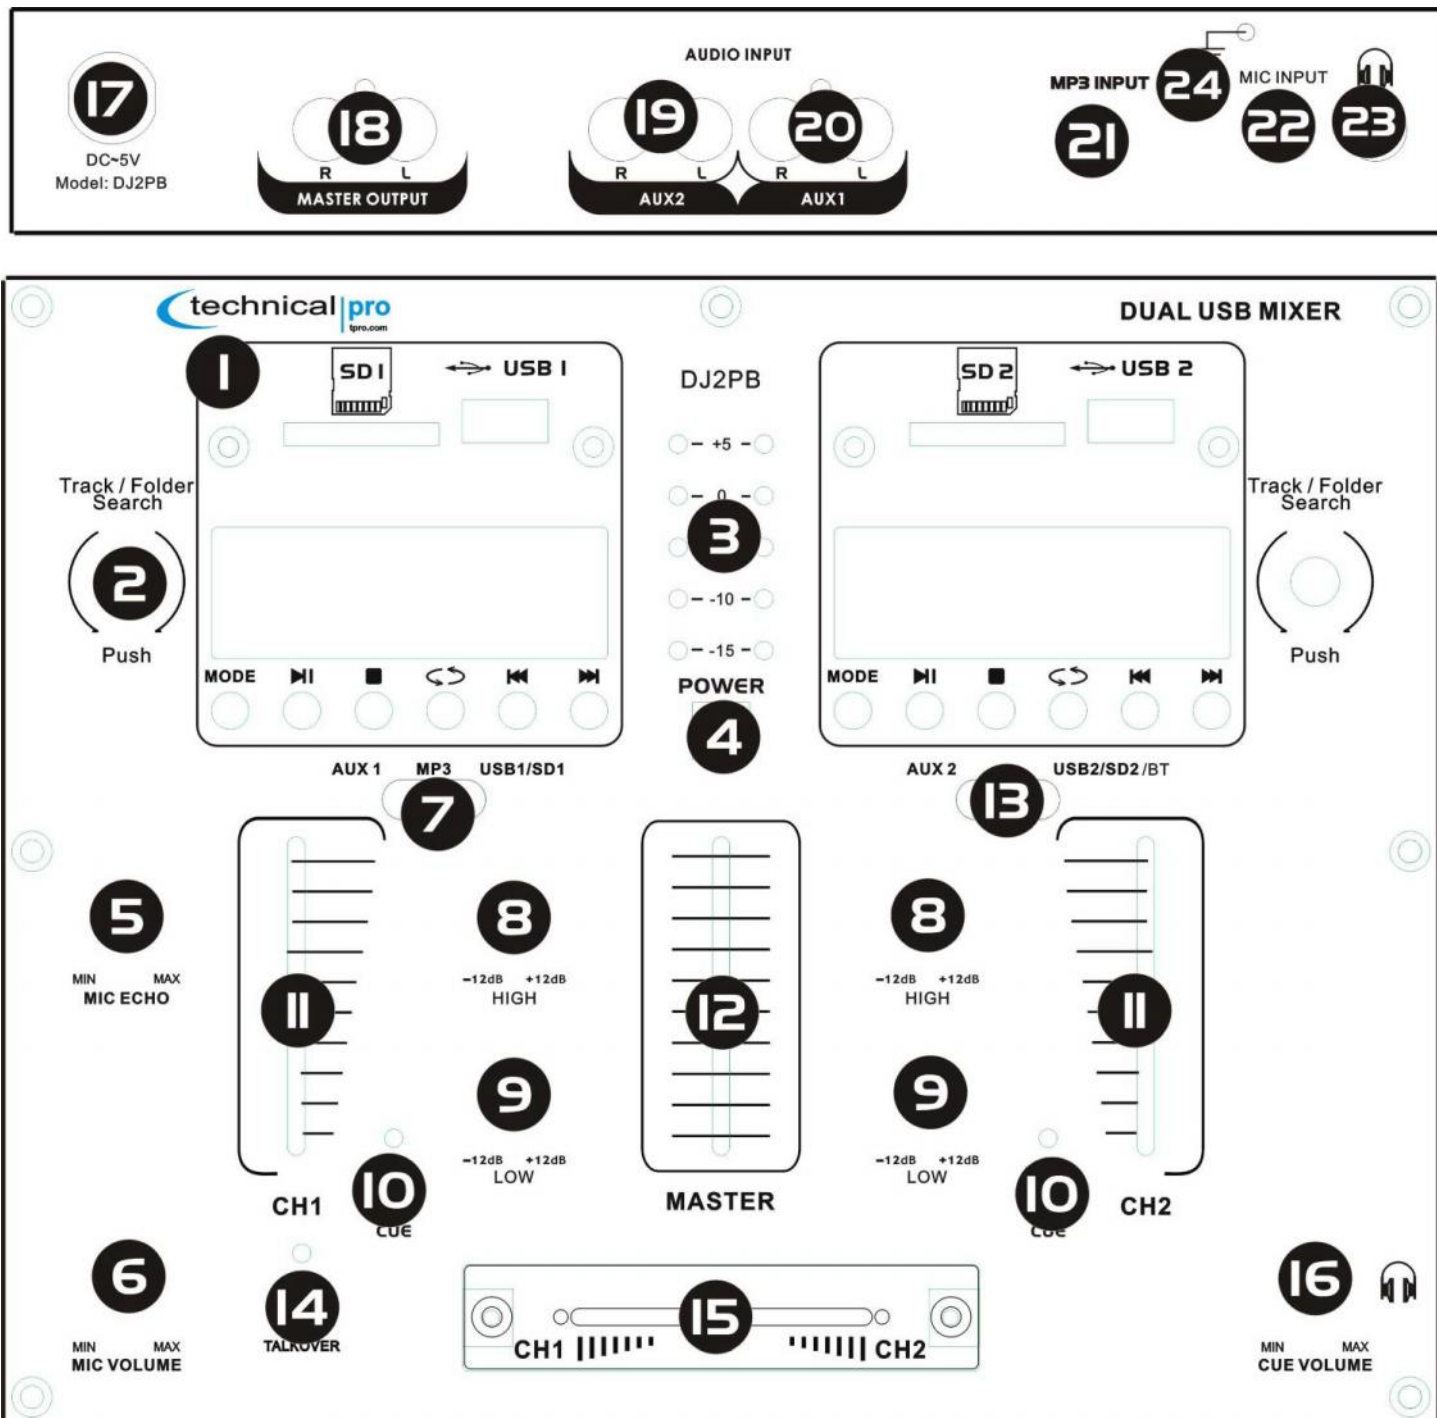 AUDIO INPUT
17
18
19
20
MP3 INPUT
24
MIC INPUT
21
22
23
DC~5V
Model: DJ2PB
R L
MASTER OUTPUT
R L
AUX2
R L
AUX1
technical pro
tpro.com
DUAL USB MIXER
1
SD1
USB 1
DJ2PB
SD 2
USB 2
+5
0
3
-10
-15
Track / Folder
Search
2
Push
Track / Folder
Search
Push
MODE
POWER
4
MODE
AUX 1 MP3 USB1/SD1
7
AUX 2 USB2/SD2 /BT
13
5
MIN MAX
MIC ECHO
11
8
-12dB +12dB
HIGH
12
8
-12dB +12dB
HIGH
11
9
-12dB +12dB
LOW
9
-12dB +12dB
LOW
CH1
10
CUE
MASTER
10
CUE
CH2
6
MIN MAX
MIC VOLUME
14
TALKOVER
15
CH1 CH2
16
MIN MAX
CUE VOLUME